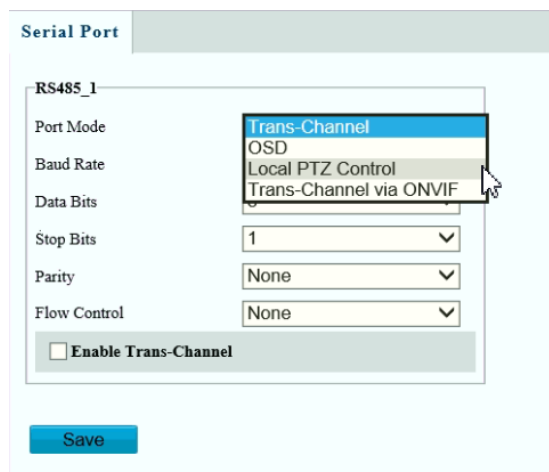 Serial Port
RS485_1
Port Mode
Trans-Channel
OSD
Baud Rate
Local PTZ Control
Trans-Channel via ONVIF
Data Bits
Stop Bits
1
Parity
None
Flow Control
None
Enable Trans-Channel
Save